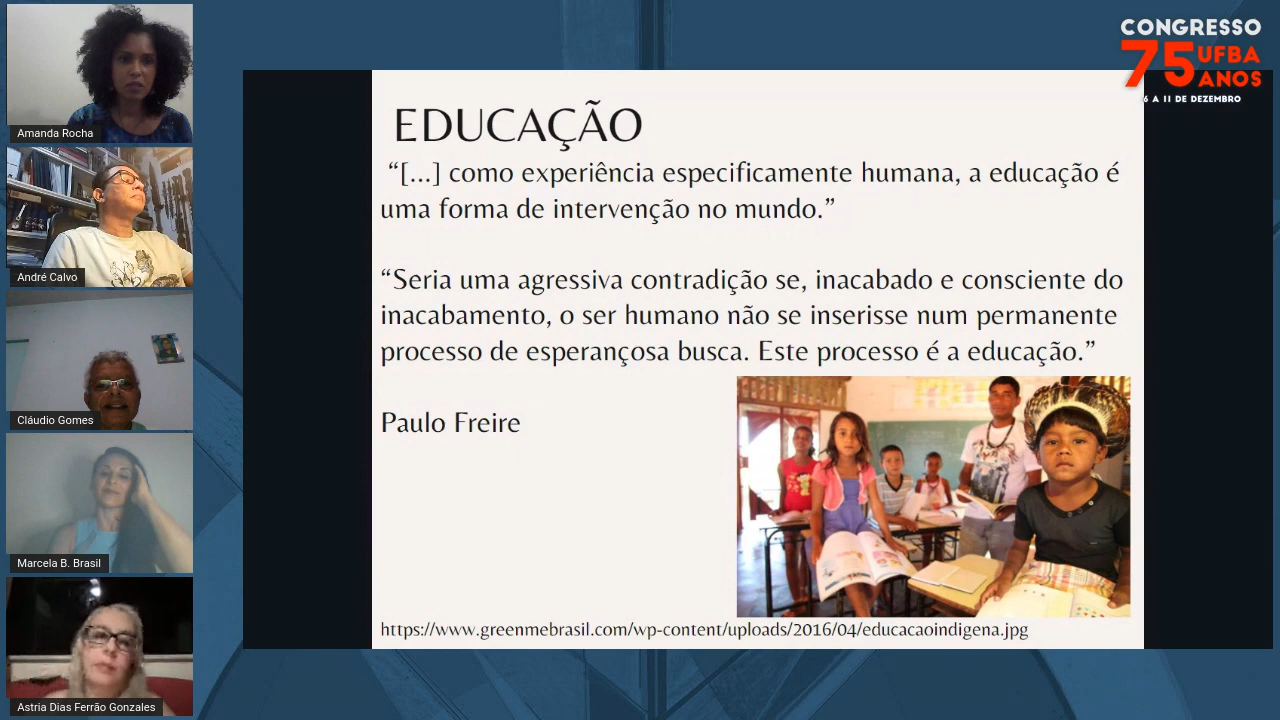 Amanda Rocha
André Calvo
Cláudio Gomes
Marcela B. Brasil
Astria Dias Ferrão Gonzales
CONGRESSO
75 UFBA
ANOS
6 A 11 DE DEZEMBRO
EDUCAÇÃO
“[...] como experiência especificamente humana, a educação é
uma forma de intervenção no mundo.”
“Seria uma agressiva contradição se, inacabado e consciente do
inacabamento, o ser humano não se inserisse num permanente
processo de esperançosa busca. Este processo é a educação.”
Paulo Freire
https://www.greenmebrasil.com/wp-content/uploads/2016/04/educacaoindigena.jpg